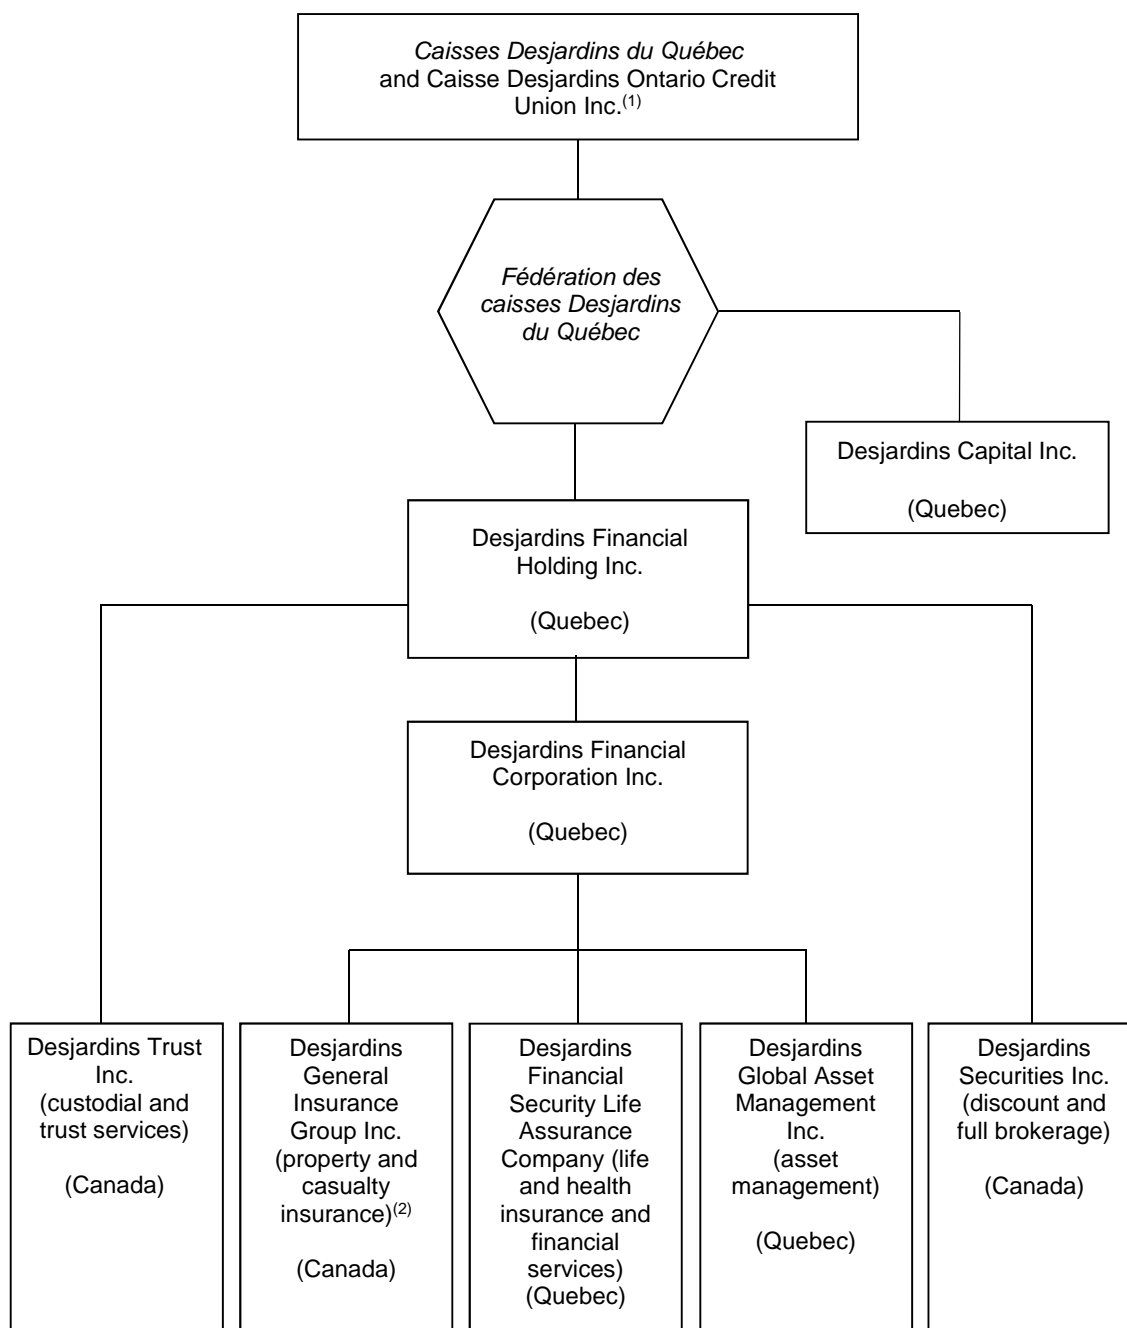 Caisses Desjardins du Québec
and Caisse Desjardins Ontario Credit
Union Inc.(1)
Fédération des
caisses Desjardins
du Québec
Desjardins Capital Inc.
(Quebec)
Desjardins Financial
Holding Inc.
(Quebec)
Desjardins Financial
Corporation Inc.
(Quebec)
Desjardins Trust
Inc.
(custodial and
trust services)
(Canada)
Desjardins
General
Insurance
Group Inc.
(property and
casualty
insurance)(2)
(Canada)
Desjardins
Financial
Security Life
Assurance
Company (life
and health
insurance and
financial
services)
(Quebec)
Desjardins
Global Asset
Management
Inc.
(asset
management)
(Quebec)
Desjardins
Securities Inc.
(discount and
full brokerage)
(Canada)